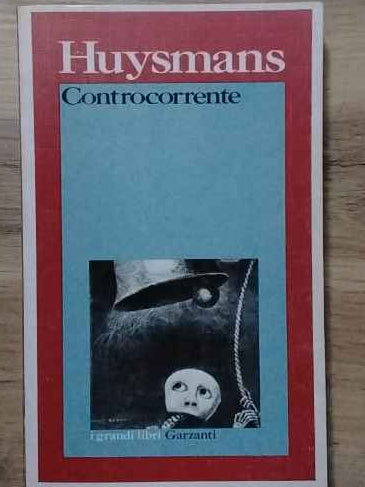 Huysmans
Controcorrente
i grandi libri Garzanti